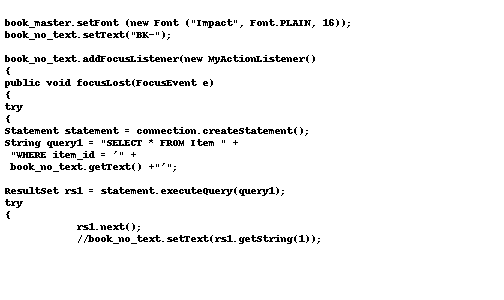 book_master.setFont (new Font ("Impact", Font.PLAIN, 16));
book_no_text.setText("BK-");
book_no_text.addFocusListener(new MyActionListener()
{
public void focusLost(FocusEvent e)
{
try
{
Statement statement = connection.createStatement();
String query1 = "SELECT * FROM Item " +
"WHERE item_id = '" +
book_no_text.getText() +"'";
ResultSet rs1 = statement.executeQuery(query1);
try
{
rs1.next();
//book_no_text.setText(rs1.getString(1));